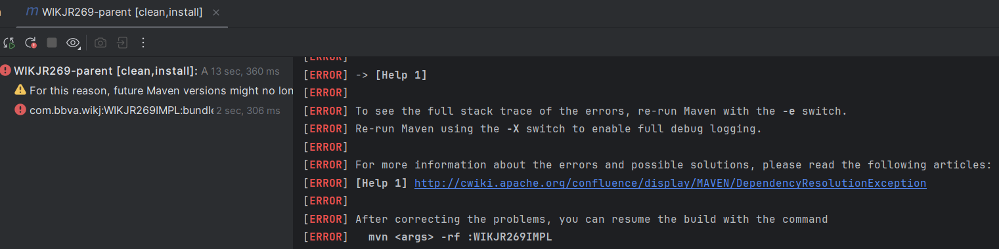 WIKJR269-parent [clean,install]
WIKJR269-parent [clean,install]: A 13 sec, 360 ms
For this reason, future Maven versions might no lon
com.bbva.wikj:WIKJR269IMPL:bundle 2 sec, 306 ms
[ERROR]
[ERROR] -> [Help 1]
[ERROR]
[ERROR] To see the full stack trace of the errors, re-run Maven with the -e switch.
[ERROR] Re-run Maven using the -X switch to enable full debug logging.
[ERROR]
[ERROR] For more information about the errors and possible solutions, please read the following articles:
[ERROR] [Help 1] http://cwiki.apache.org/confluence/display/MAVEN/DependencyResolutionException
[ERROR]
[ERROR] After correcting the problems, you can resume the build with the command
[ERROR]   mvn <args> -rf :WIKJR269IMPL